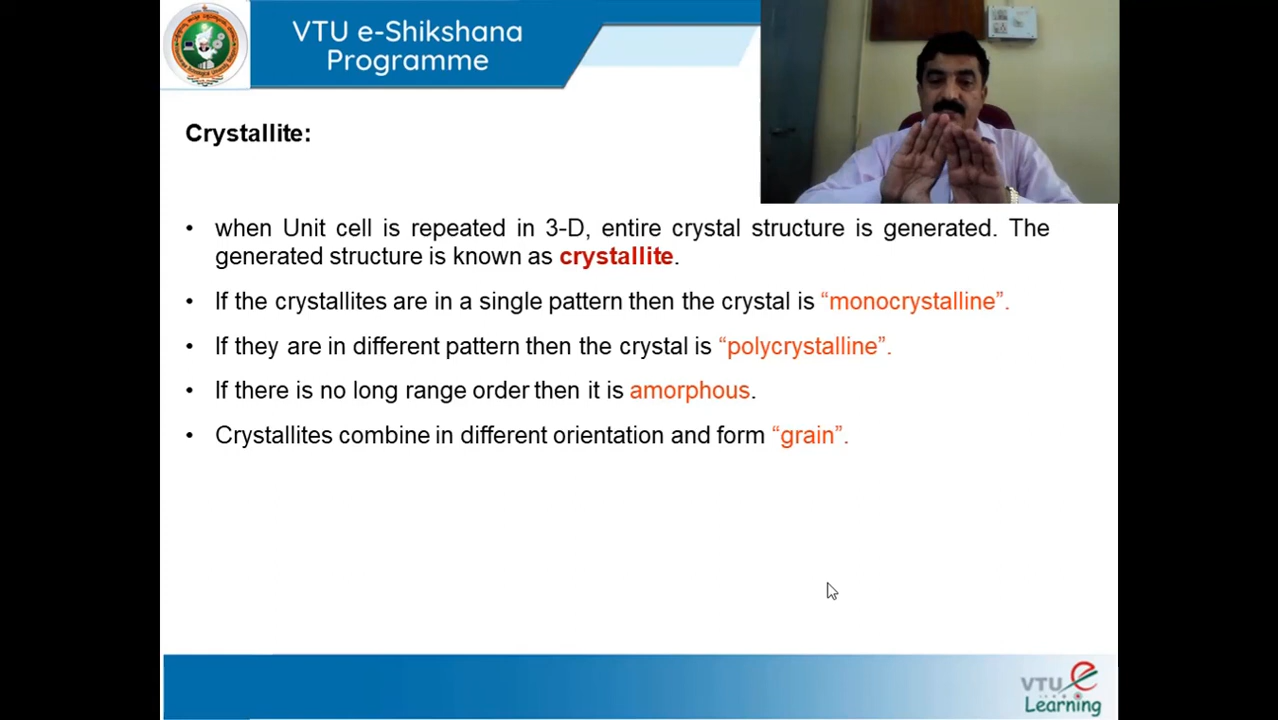 VTU e-Shikshana
Programme
Crystallite:
• when Unit cell is repeated in 3-D, entire crystal structure is generated. The
generated structure is known as crystallite.
• If the crystallites are in a single pattern then the crystal is “monocrystalline”.
• If they are in different pattern then the crystal is “polycrystalline”.
• If there is no long range order then it is amorphous.
• Crystallites combine in different orientation and form “grain”.
VTU e
Learning